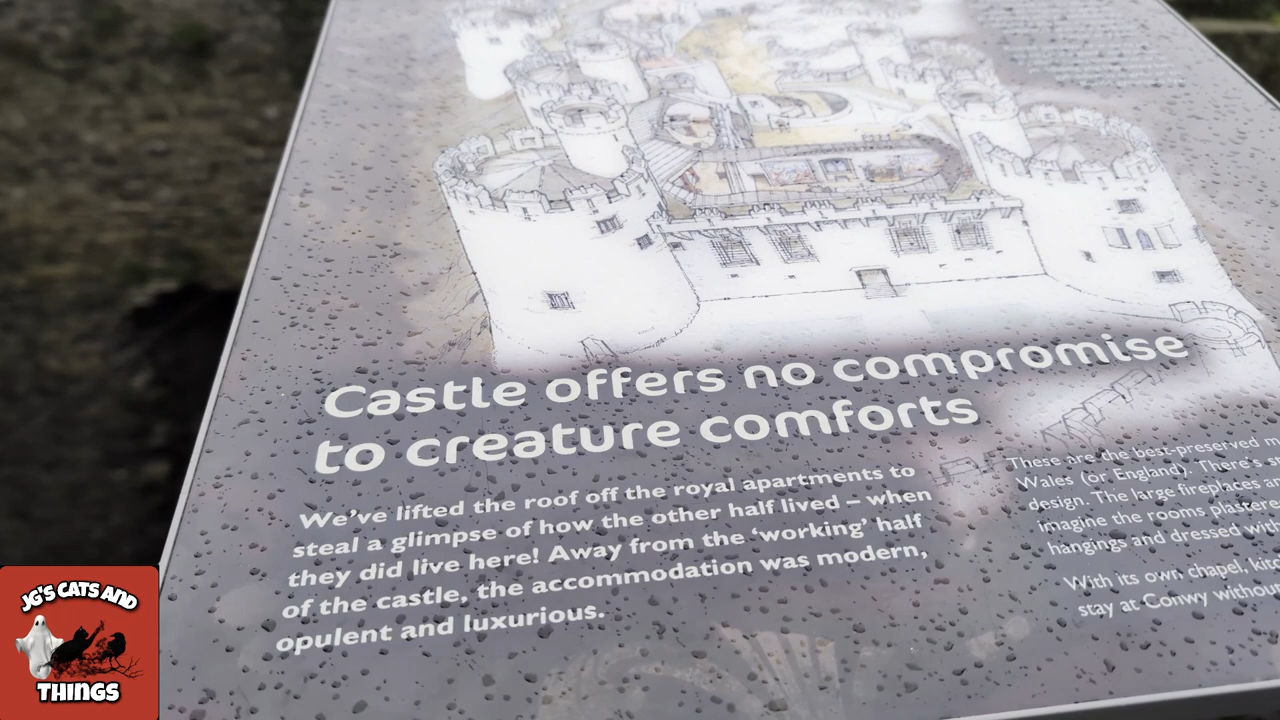 Castle offers no compromise
to creature comforts
We've lifted the roof off the royal apartments to
steal a glimpse of how the other half lived – when
they did live here! Away from the 'working' half
of the castle, the accommodation was modern,
opulent and luxurious.
These are the best-preserved
Wales (or England). There's
design. The large fireplaces
imagine the rooms
hangings and dressed with
With its own chapel,
stay at Conwy
JG'S CATS AND
THINGS